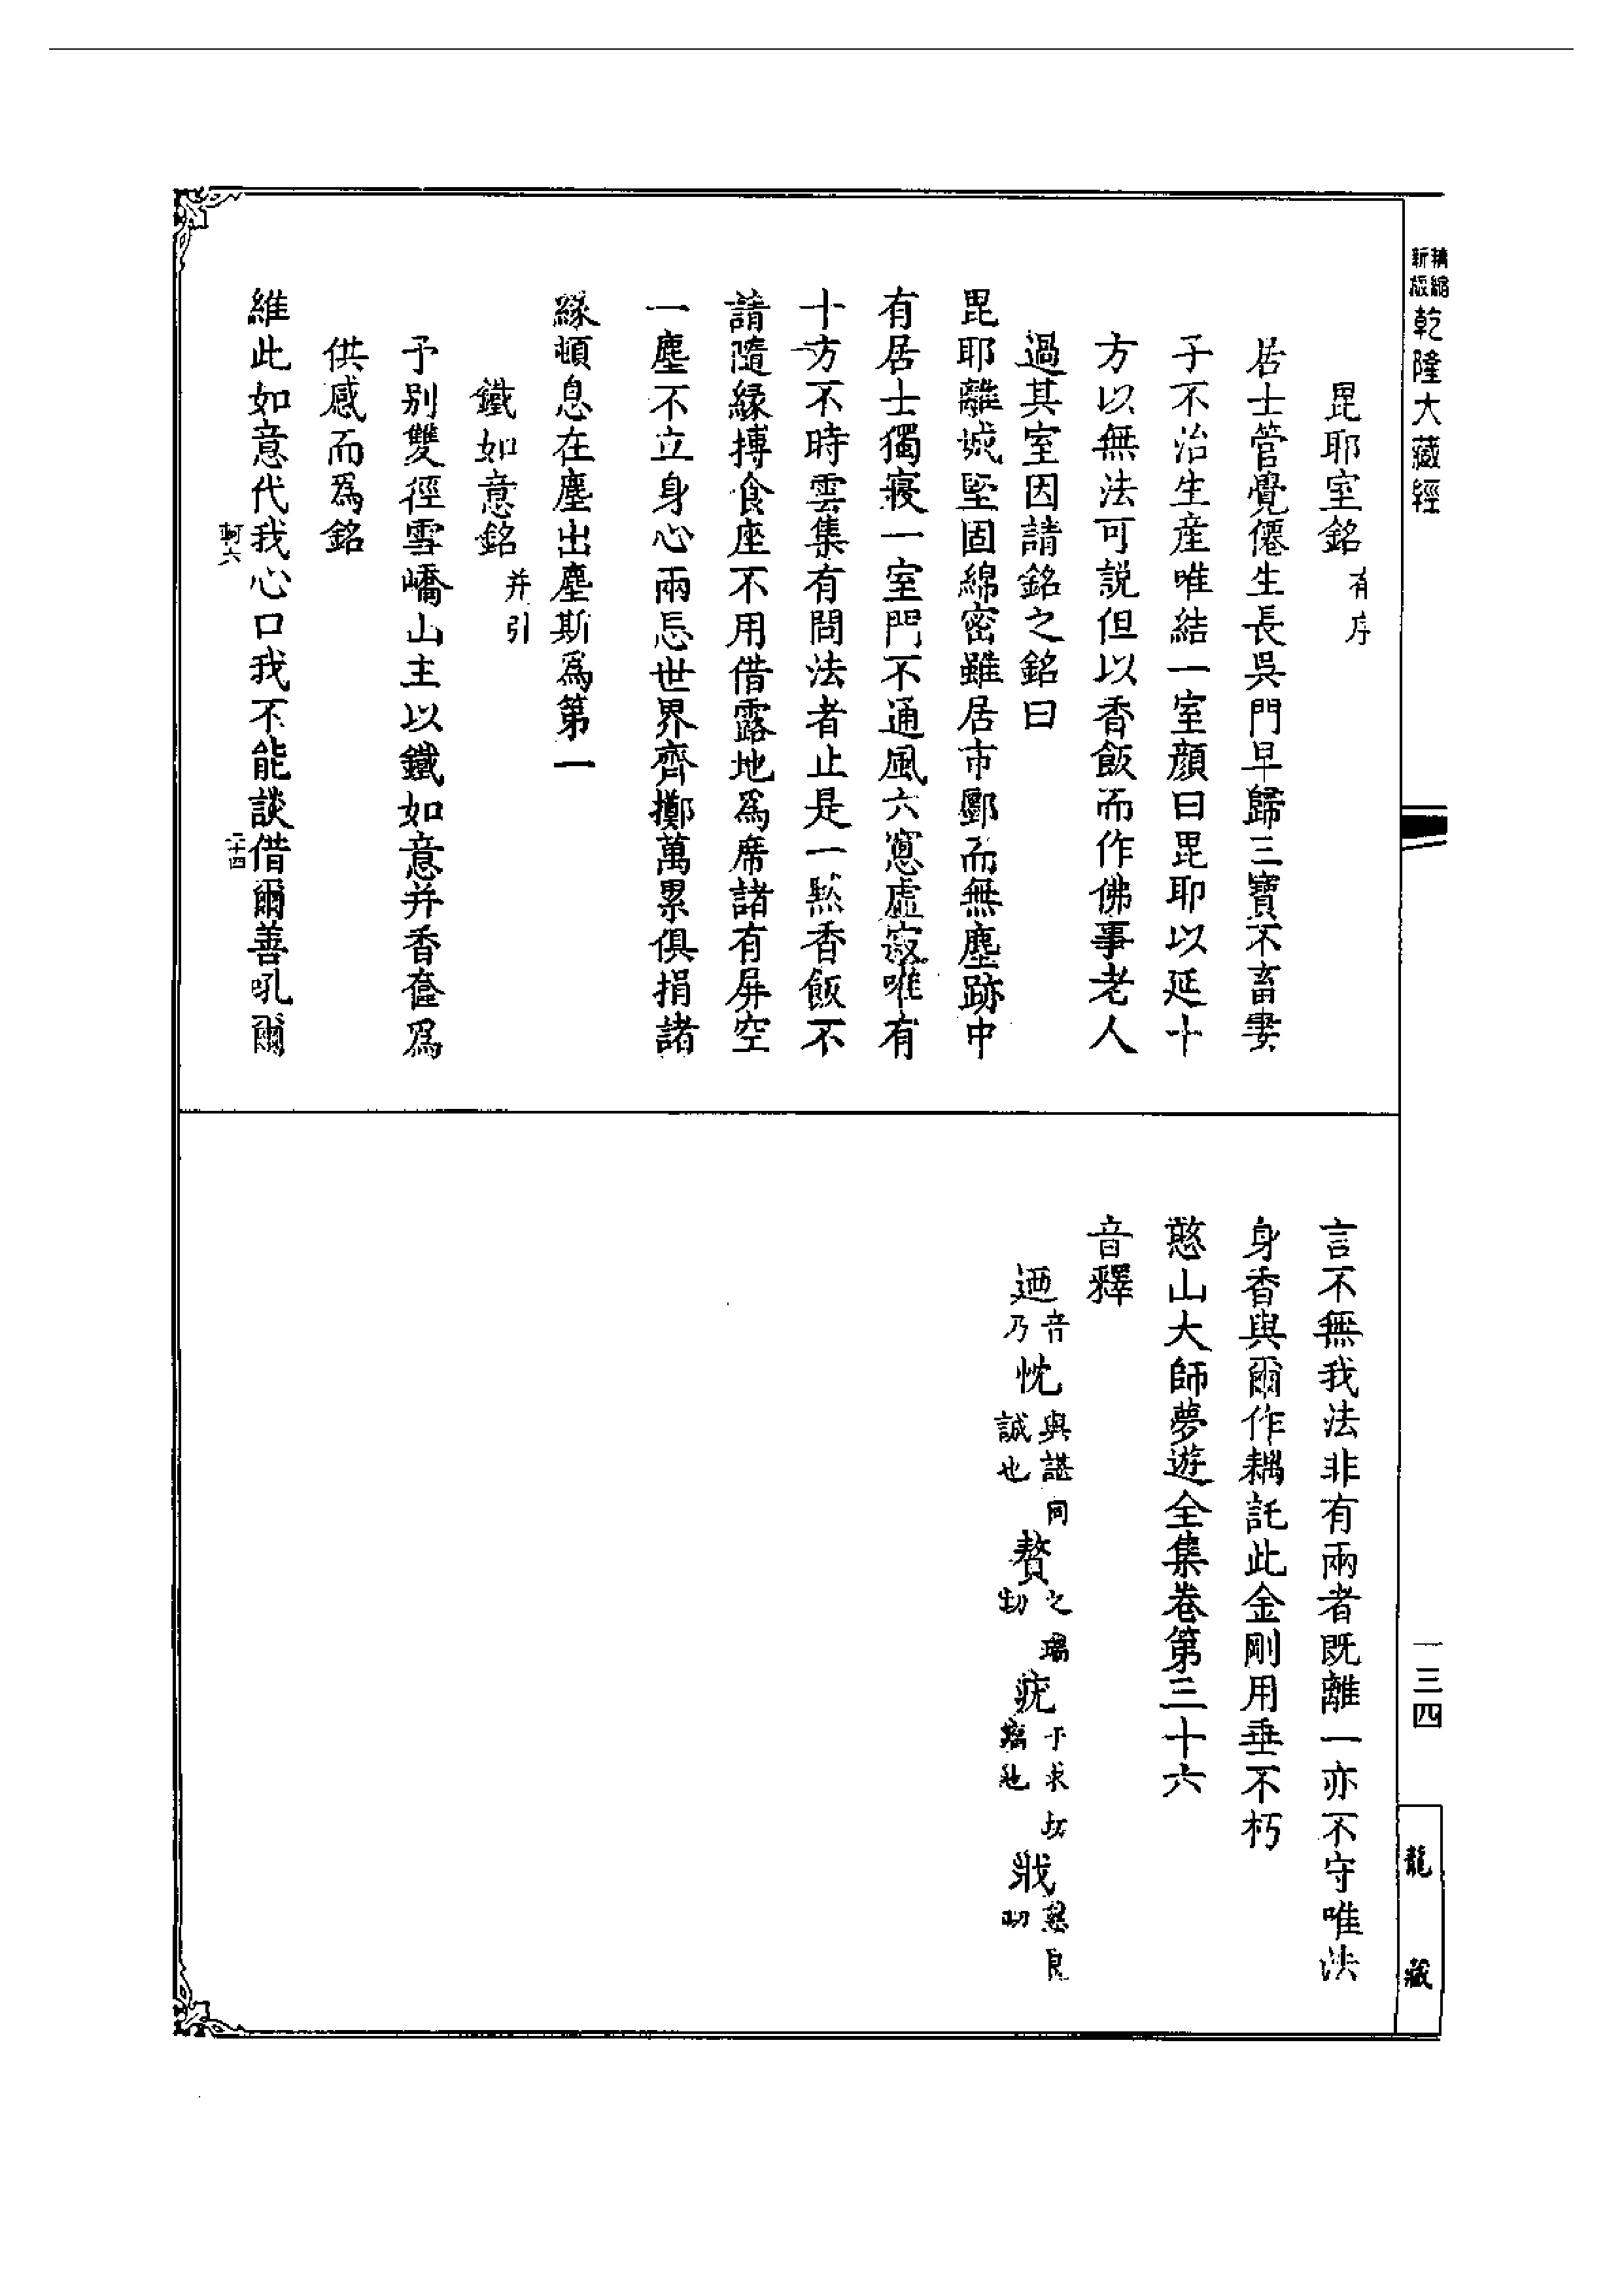 精縮新版乾隆大藏經
毘耶室銘有序
居士管覺僊生長吳門早歸三寶不畜妻
子不治生產唯結一室顏曰毘耶以延十
方以無法可說但以香飯而作佛事老人
過其室因請銘之銘曰
毘耶離城堅固綿密雖居市鄽而無塵跡中
有居士獨寢一室門不通風六窻虛寂唯有
十方不時雲集有問法者止是一默香飯不
請隨緣摶食座不用借露地為席諸有屏空
一塵不立身心兩忘世界齊擲萬累俱捐諸
緣頓息在塵出塵斯為第一
鐵如意銘并引
予別雙徑雪嶠山主以鐵如意并香奩為
供感而為銘
維此如意代我心口我不能談借爾善吼爾
軻六
二十四
言不無我法非有兩者既離一亦不守唯法
身香與爾作耦託此金剛用垂不朽
憨山大師夢遊全集卷第三十六
音釋
迺音乃忱與諶同誠也贅之瑞切疣于求切瘤也戕慈良切
一三四
龍藏